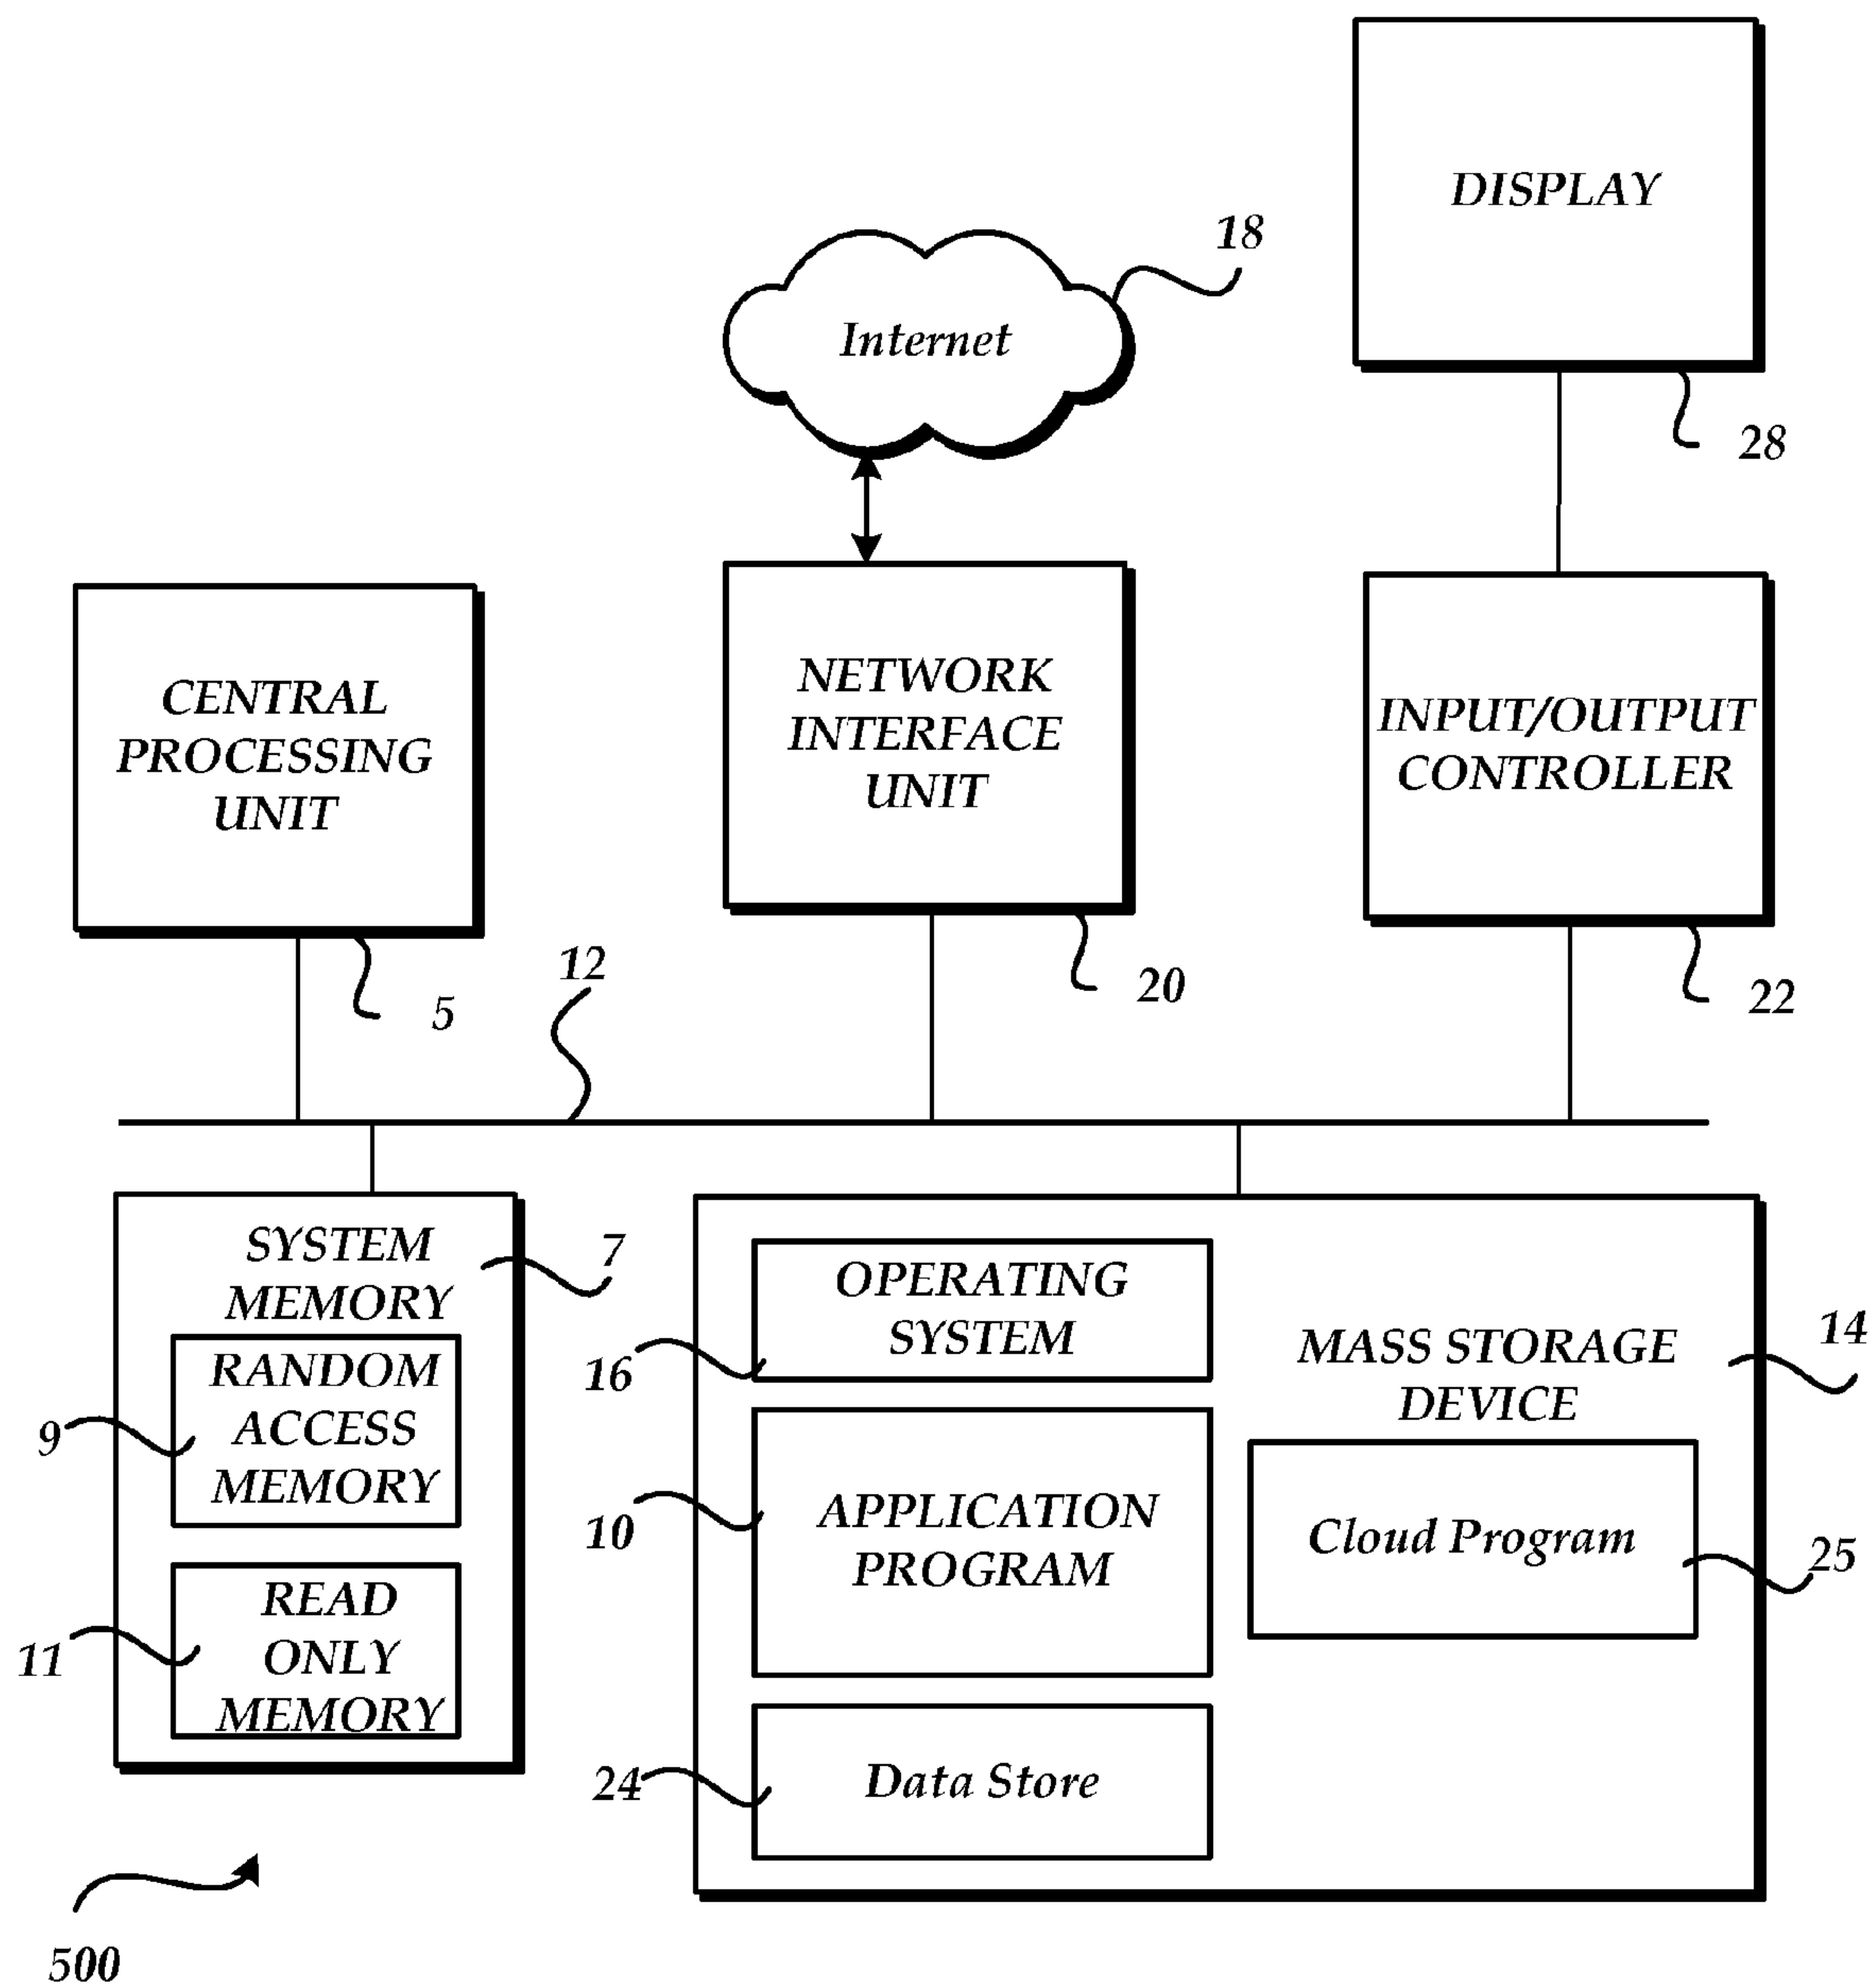 DISPLAY
28
18
Internet
CENTRAL
PROCESSING
UNIT
5
NETWORK
INTERFACE
UNIT
20
INPUT/OUTPUT
CONTROLLER
22
12
SYSTEM
MEMORY
7
RANDOM
ACCESS
MEMORY
9
READ
ONLY
MEMORY
11
OPERATING
SYSTEM
16
MASS STORAGE
DEVICE
14
APPLICATION
PROGRAM
10
Cloud Program
25
Data Store
24
500